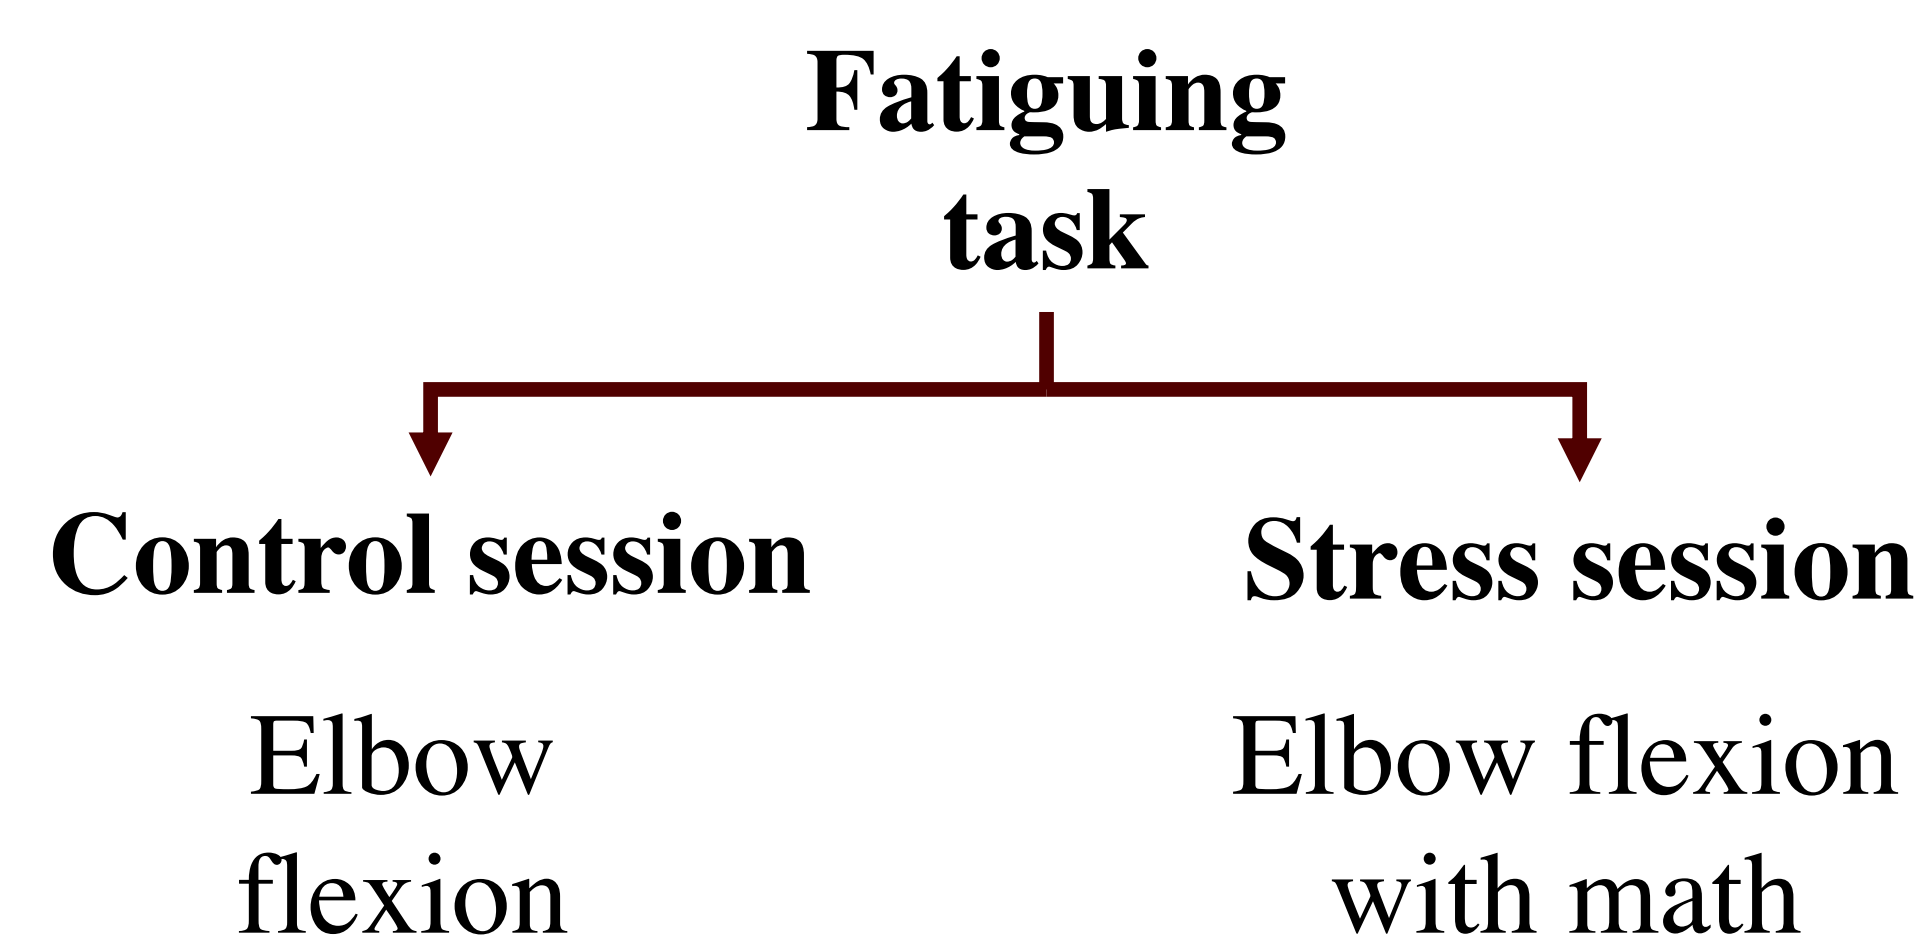 Fatiguing
task
Control session
Stress session
Elbow
flexion
Elbow flexion
with math